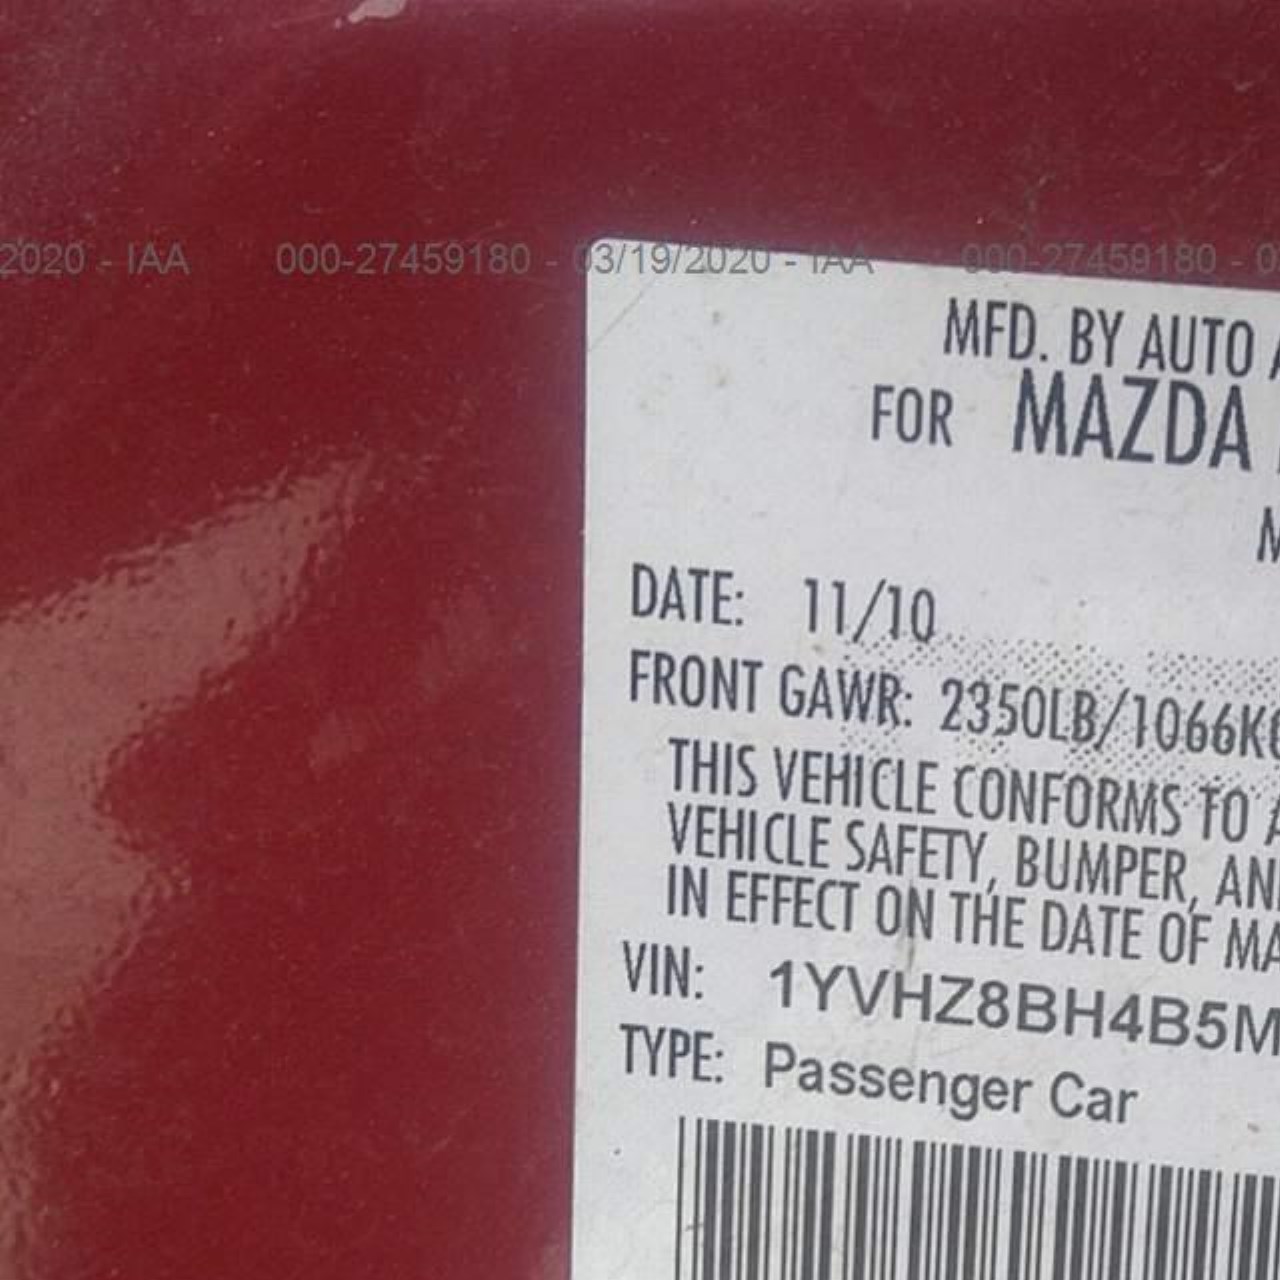 2020 - IAA 000-27459180 - 03/19/2020 - IAA 000-27459180 - 0
MFD. BY AUTO A
FOR MAZDA
M
DATE: 11/10
FRONT GAWR: 2350LB/1066KG
THIS VEHICLE CONFORMS TO A
VEHICLE SAFETY, BUMPER, AN
IN EFFECT ON THE DATE OF MA
VIN: 1YVHZ8BH4B5M
TYPE: Passenger Car